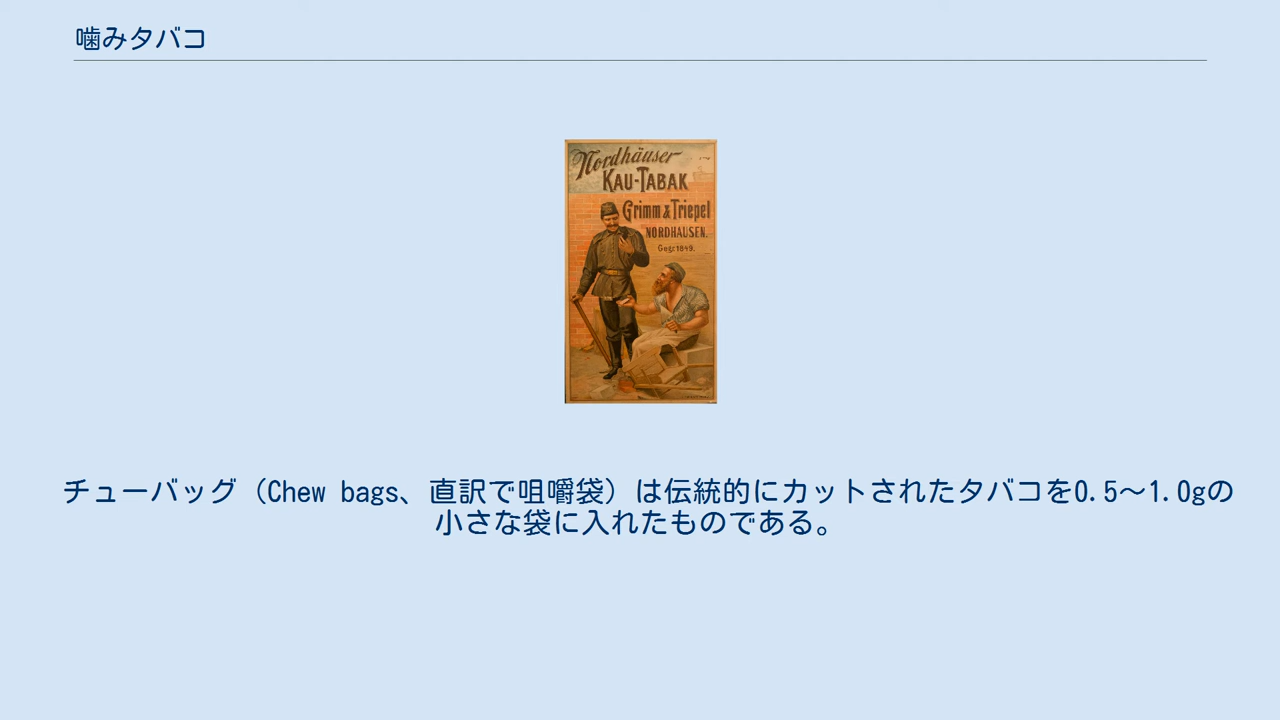 噛みタバコ
Nordhäuser
KAU-TABAK
Grimm & Triepel
NORDHAUSEN.
Gegr. 1849.
チューバッグ（Chew bags、直訳で咀嚼袋）は伝統的にカットされたタバコを0.5〜1.0gの
小さな袋に入れたものである。